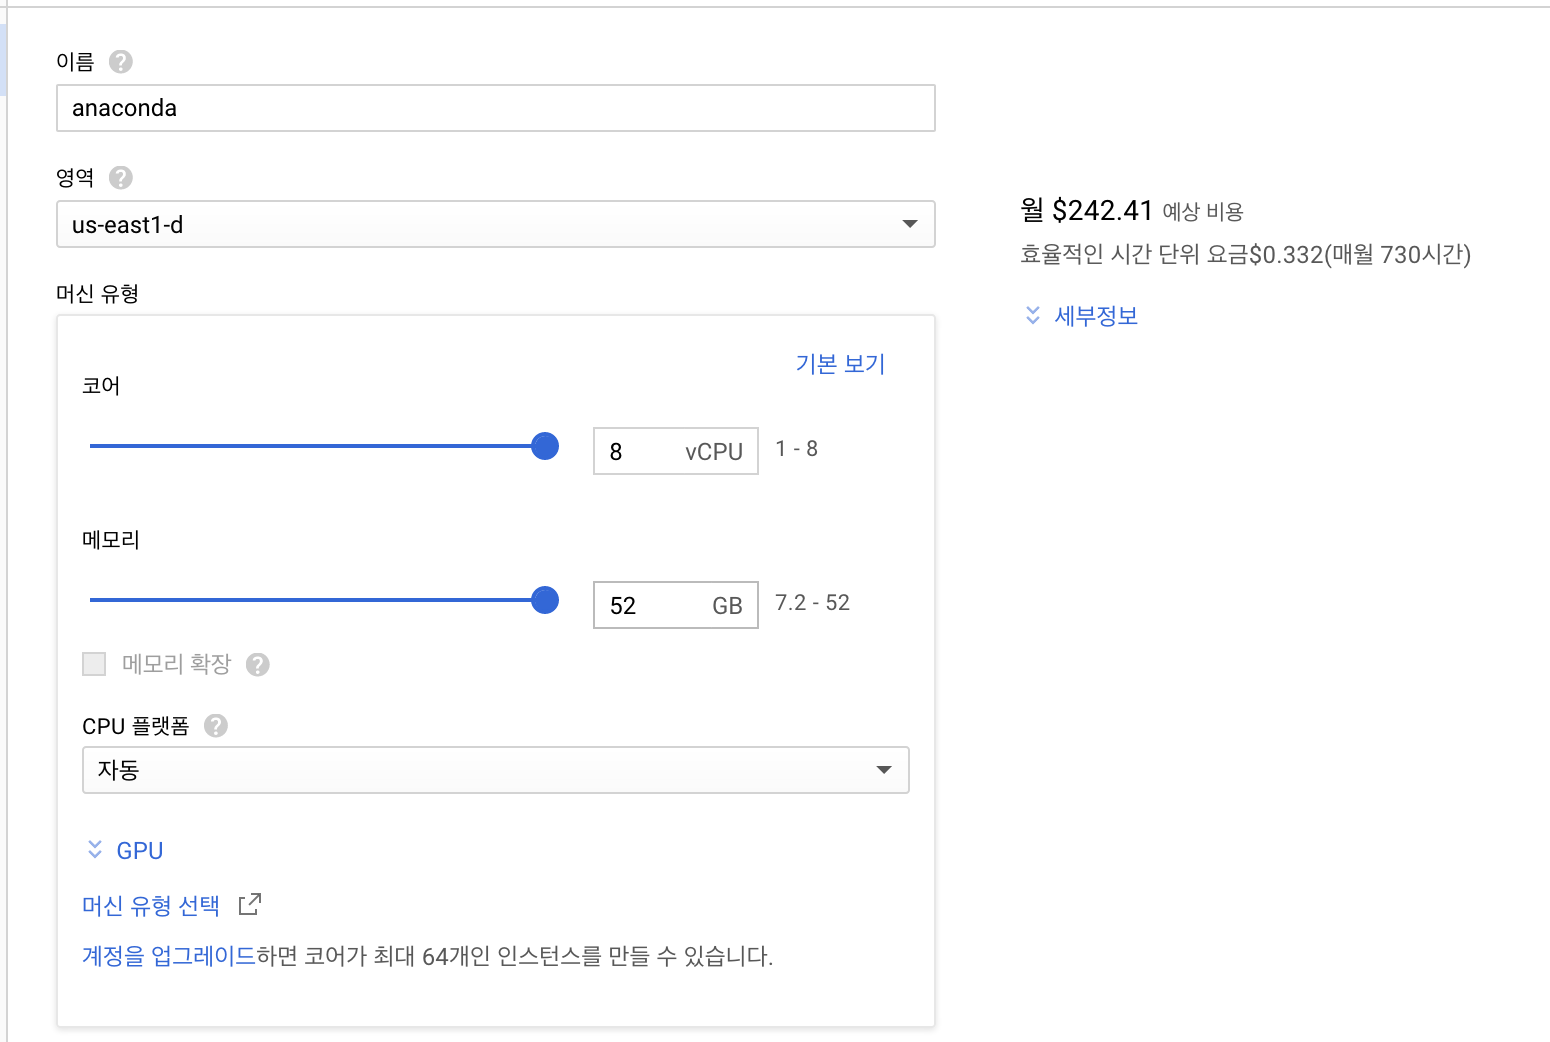 이름
anaconda
영역
us-east1-d
월 $242.41 예상 비용
효율적인 시간 단위 요금$0.332(매월 730시간)
세부정보
머신 유형
기본 보기
코어
8 vCPU 1 - 8
메모리
52 GB 7.2 - 52
메모리 확장
CPU 플랫폼
자동
GPU
머신 유형 선택
계정을 업그레이드하면 코어가 최대 64개인 인스턴스를 만들 수 있습니다.